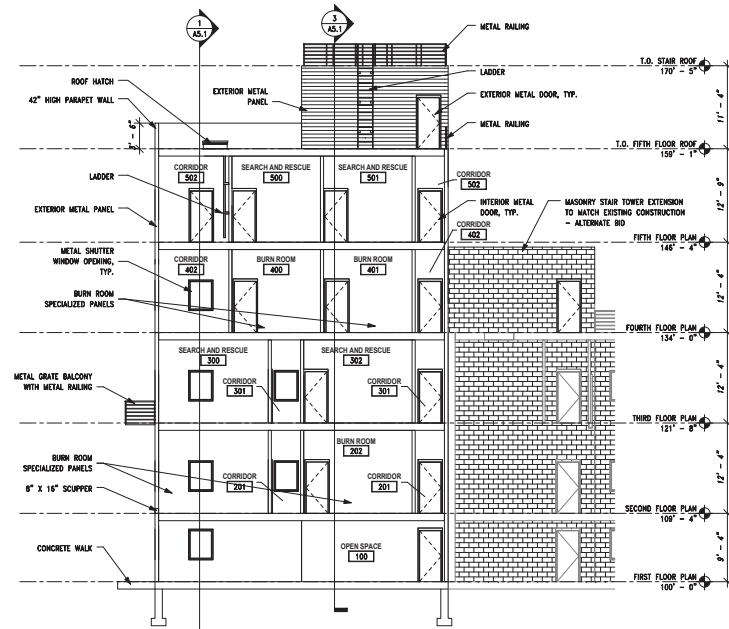 1
A5.1
3
A5.1
METAL RAILING
T.O. STAIR ROOF
170' - 5"
ROOF HATCH
LADDER
42" HIGH PARAPET WALL
EXTERIOR METAL
PANEL
EXTERIOR METAL DOOR, TYP.
11' - 4"
3' - 6"
METAL RAILING
T.O. FIFTH FLOOR ROOF
159' - 1"
CORRIDOR
502
SEARCH AND RESCUE
500
SEARCH AND RESCUE
501
CORRIDOR
502
LADDER
12' - 9"
EXTERIOR METAL PANEL
INTERIOR METAL
DOOR, TYP.
MASONRY STAIR TOWER EXTENSION
TO MATCH EXISTING CONSTRUCTION
- ALTERNATE BID
CORRIDOR
402
FIFTH FLOOR PLAN
146' - 4"
METAL SHUTTER
WINDOW OPENING,
TYP.
CORRIDOR
402
BURN ROOM
400
BURN ROOM
401
12' - 4"
BURN ROOM
SPECIALIZED PANELS
FOURTH FLOOR PLAN
134' - 0"
SEARCH AND RESCUE
300
SEARCH AND RESCUE
302
METAL GRATE BALCONY
WITH METAL RAILING
CORRIDOR
301
CORRIDOR
301
12' - 4"
THIRD FLOOR PLAN
121' - 8"
BURN ROOM
202
BURN ROOM
SPECIALIZED PANELS
CORRIDOR
201
CORRIDOR
201
12' - 4"
8" X 16" SCUPPER
SECOND FLOOR PLAN
109' - 4"
CONCRETE WALK
OPEN SPACE
100
9' - 4"
FIRST FLOOR PLAN
100' - 0"